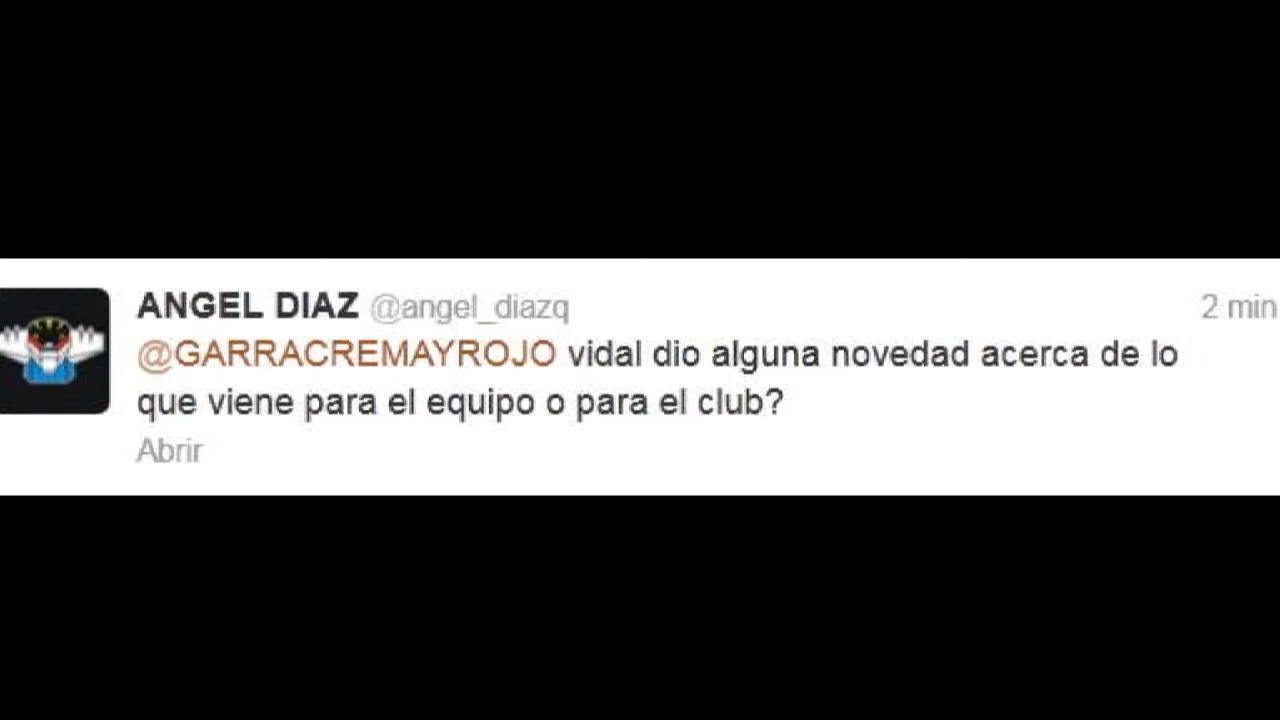 ANGEL DIAZ @angel_diazq 2 min
@GARRACREMAYROJO vidal dio alguna novedad acerca de lo
que viene para el equipo o para el club?
Abrir